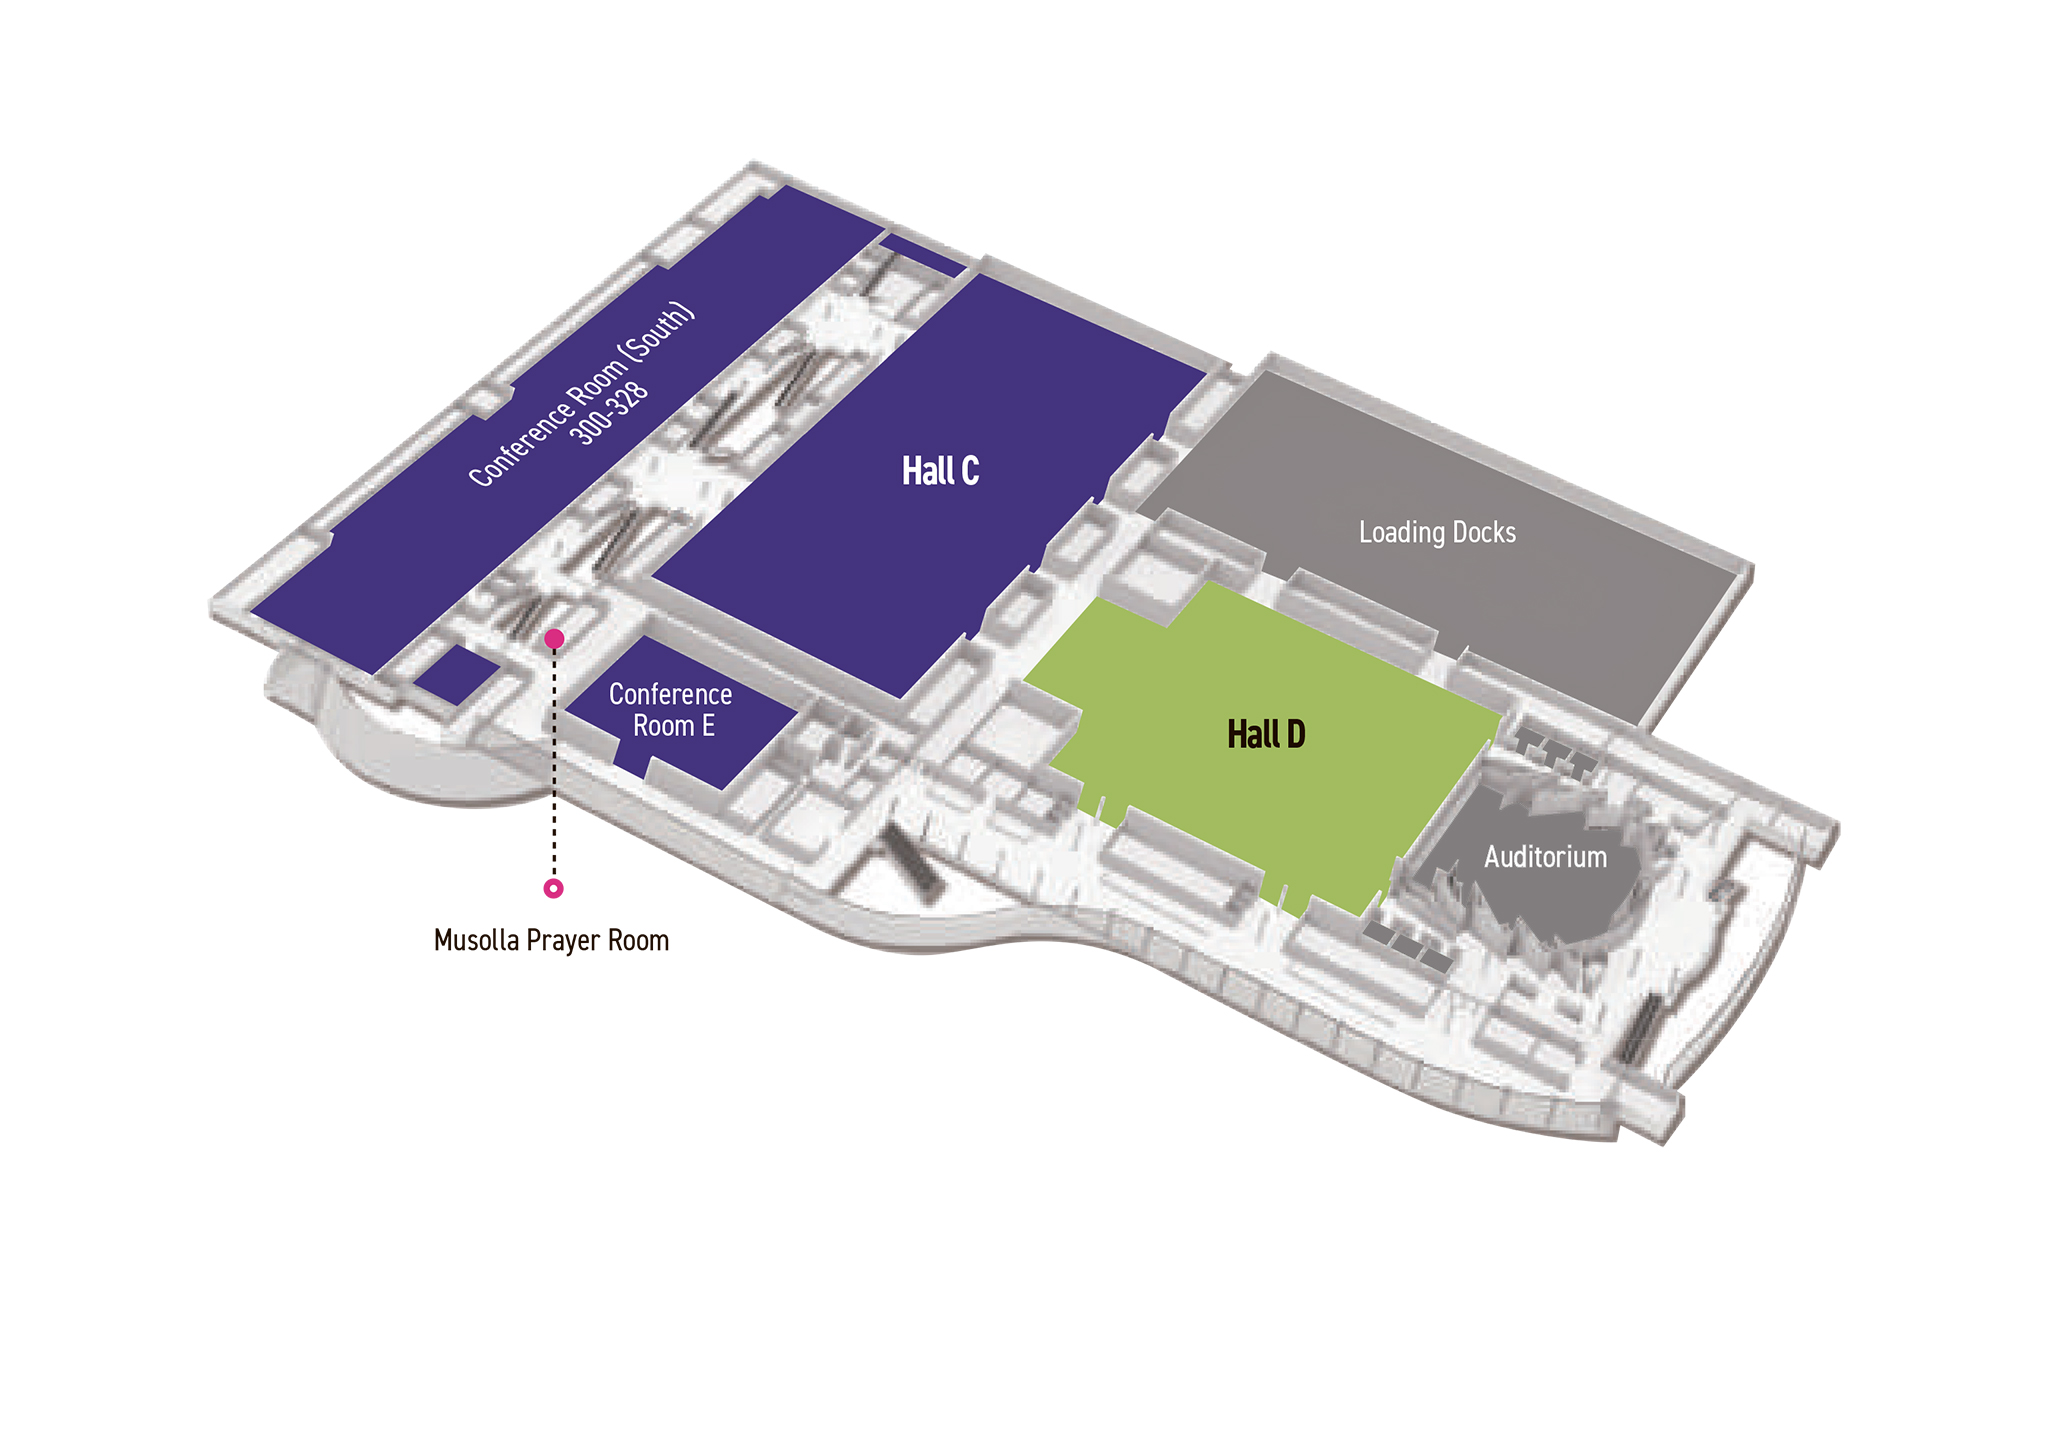 Conference Room (South)
300-328
Hall C
Loading Docks
Conference
Room E
Hall D
Auditorium
Musolla Prayer Room